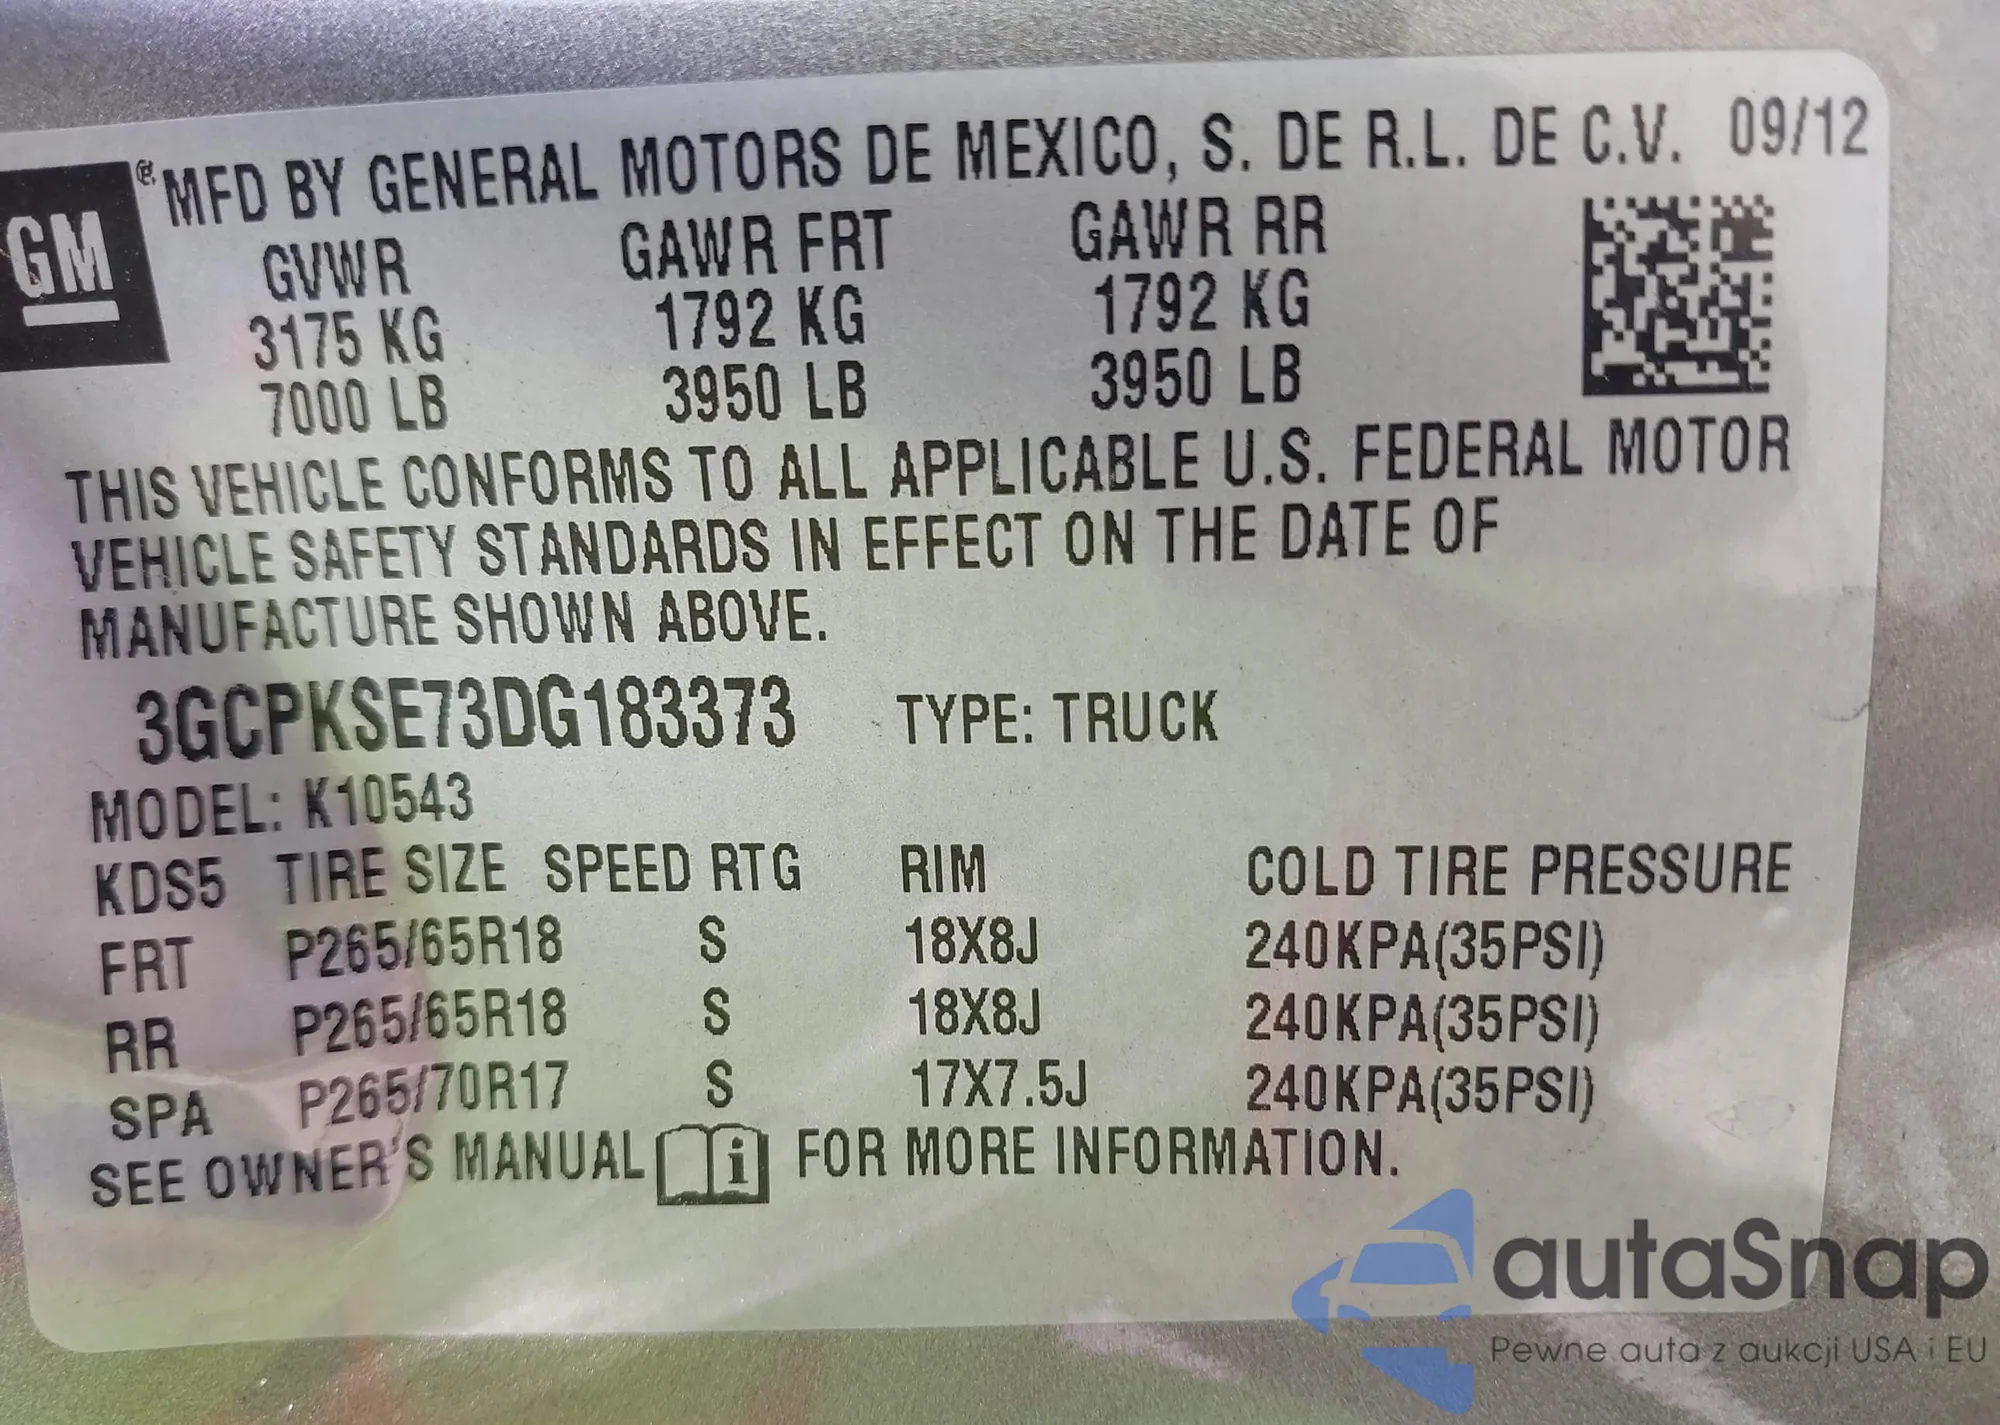 GM ® MFD BY GENERAL MOTORS DE MEXICO, S. DE R.L. DE C.V. 09/12
GVWR GAWR FRT GAWR RR
3175 KG 1792 KG 1792 KG
7000 LB 3950 LB 3950 LB
THIS VEHICLE CONFORMS TO ALL APPLICABLE U.S. FEDERAL MOTOR
VEHICLE SAFETY STANDARDS IN EFFECT ON THE DATE OF
MANUFACTURE SHOWN ABOVE.
3GCPKSE73DG183373 TYPE: TRUCK
MODEL: K10543
KDS5 TIRE SIZE SPEED RTG RIM COLD TIRE PRESSURE
FRT P265/65R18 S 18X8J 240KPA(35PSI)
RR P265/65R18 S 18X8J 240KPA(35PSI)
SPA P265/70R17 S 17X7.5J 240KPA(35PSI)
SEE OWNER'S MANUAL i FOR MORE INFORMATION.
autaSnap
Pewne auta z aukcji USA i EU